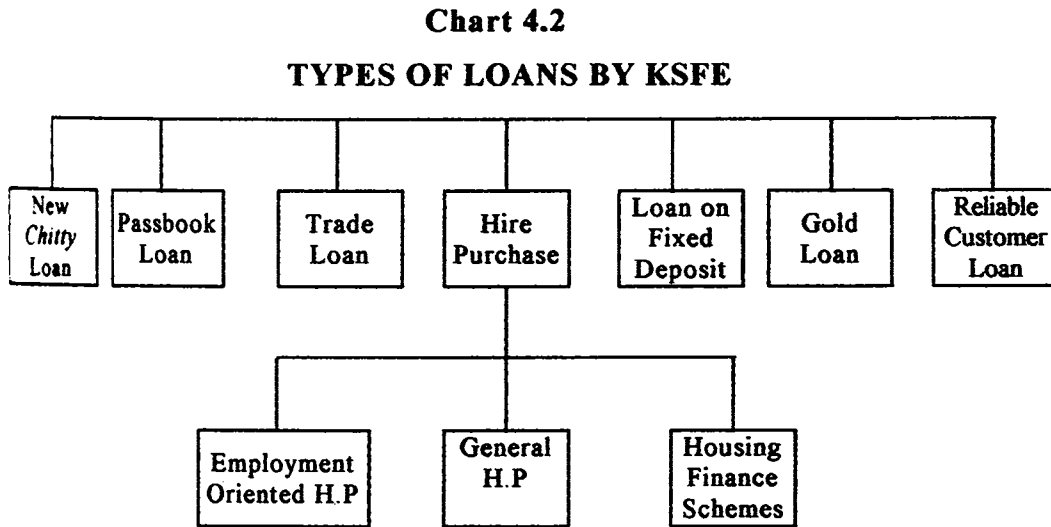 Chart 4.2
TYPES OF LOANS BY KSFE
New
Chitty
Loan
Passbook
Loan
Trade
Loan
Hire
Purchase
Loan on
Fixed
Deposit
Gold
Loan
Reliable
Customer
Loan
Employment
Oriented H.P
General
H.P
Housing
Finance
Schemes